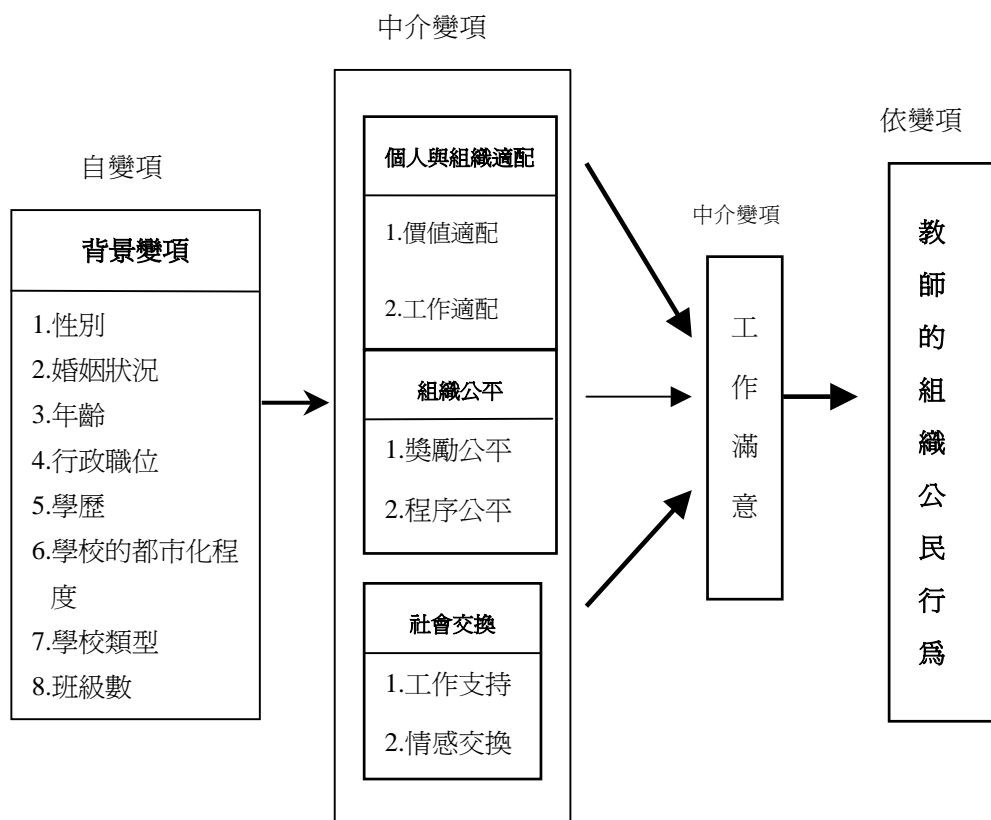 中介變項
依變項
自變項
中介變項
背景變項
1.性別
2.婚姻狀況
3.年齡
4.行政職位
5.學歷
6.學校的都市化程
度
7.學校類型
8.班級數
個人與組織適配
1.價值適配
2.工作適配
組織公平
1.獎勵公平
2.程序公平
社會交換
1.工作支持
2.情感交換
工作滿意
教師的組織公民行爲